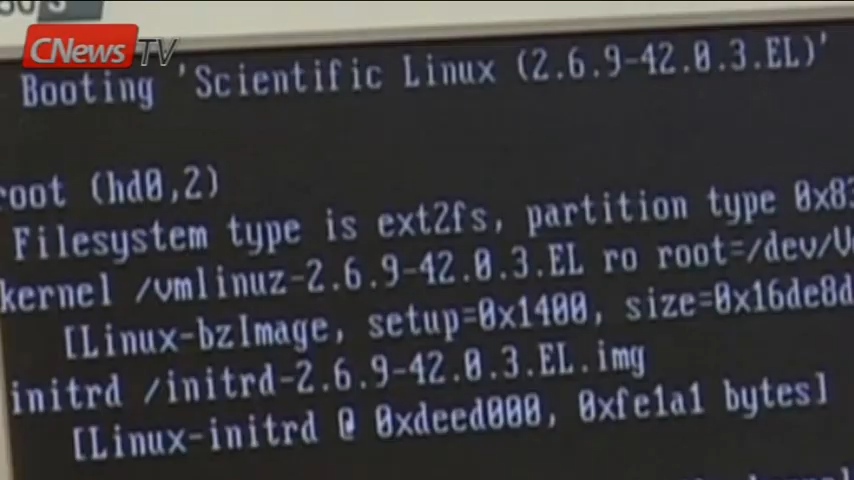 CNews TV
Booting 'Scientific Linux (2.6.9-42.0.3.EL)'
root (hd0,2)
Filesystem type is ext2fs, partition type 0x83
kernel /vmlinuz-2.6.9-42.0.3.EL ro root=/dev/Vo
[Linux-bzImage, setup=0x1400, size=0x16de8d
initrd /initrd-2.6.9-42.0.3.EL.img
[Linux-initrd @ 0xdeed000, 0xfe1a1 bytes]